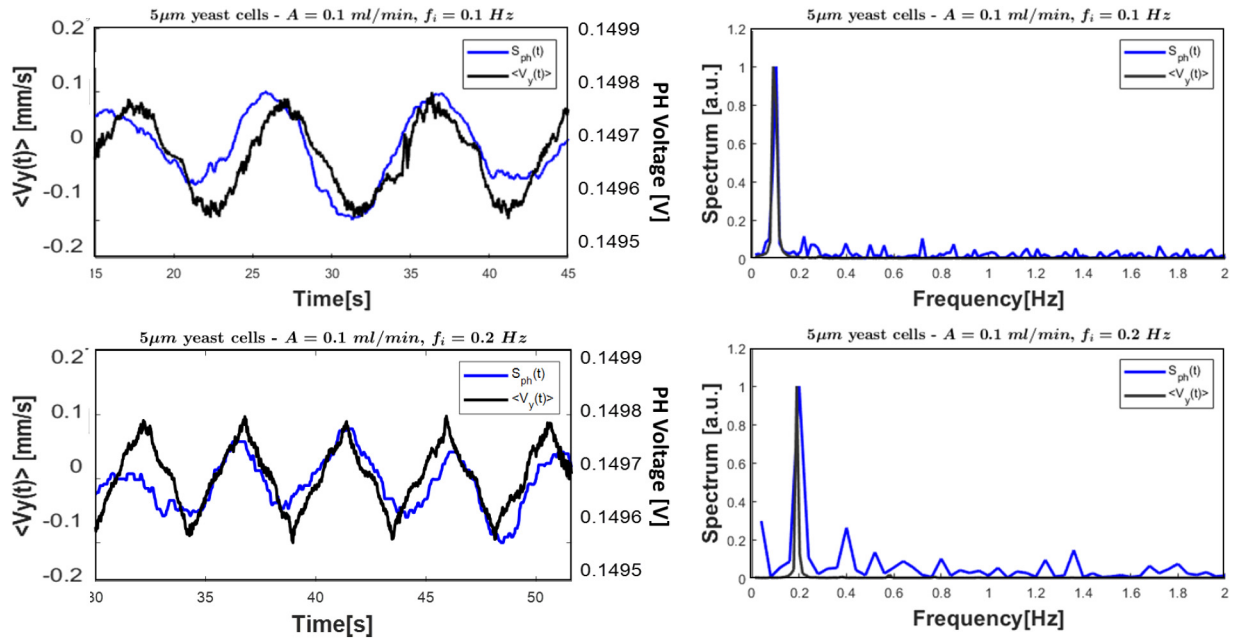 5μm yeast cells - A = 0.1 ml/min, f_i = 0.1 Hz
0.2
0.1
0
-0.1
-0.2
<Vy(t)> [mm/s]
0.1499
0.1498
0.1497
0.1496
0.1495
PH Voltage [V]
S_ph(t)
<V_y(t)>
15 20 25 30 35 40 45
Time[s]
5μm yeast cells - A = 0.1 ml/min, f_i = 0.1 Hz
1.2
1
0.8
0.6
0.4
0.2
0
Spectrum [a.u.]
S_ph(t)
<V_y(t)>
0 0.2 0.4 0.6 0.8 1 1.2 1.4 1.6 1.8 2
Frequency[Hz]
5μm yeast cells - A = 0.1 ml/min, f_i = 0.2 Hz
0.2
0.1
0
-0.1
-0.2
<Vy(t)> [mm/s]
0.1499
0.1498
0.1497
0.1496
0.1495
PH Voltage [V]
S_ph(t)
<V_y(t)>
30 35 40 45 50
Time[s]
5μm yeast cells - A = 0.1 ml/min, f_i = 0.2 Hz
1.2
1
0.8
0.6
0.4
0.2
0
Spectrum [a.u.]
S_ph(t)
<V_y(t)>
0 0.2 0.4 0.6 0.8 1 1.2 1.4 1.6 1.8 2
Frequency[Hz]